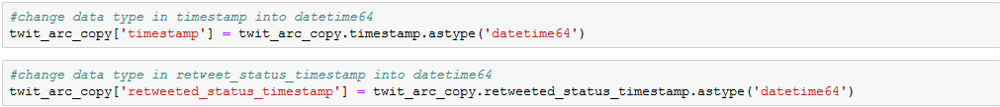 #change data type in timestamp into datetime64
twit_arc_copy['timestamp'] = twit_arc_copy.timestamp.astype('datetime64')
#change data type in retweet_status_timestamp into datetime64
twit_arc_copy['retweeted_status_timestamp'] = twit_arc_copy.retweeted_status_timestamp.astype('datetime64')